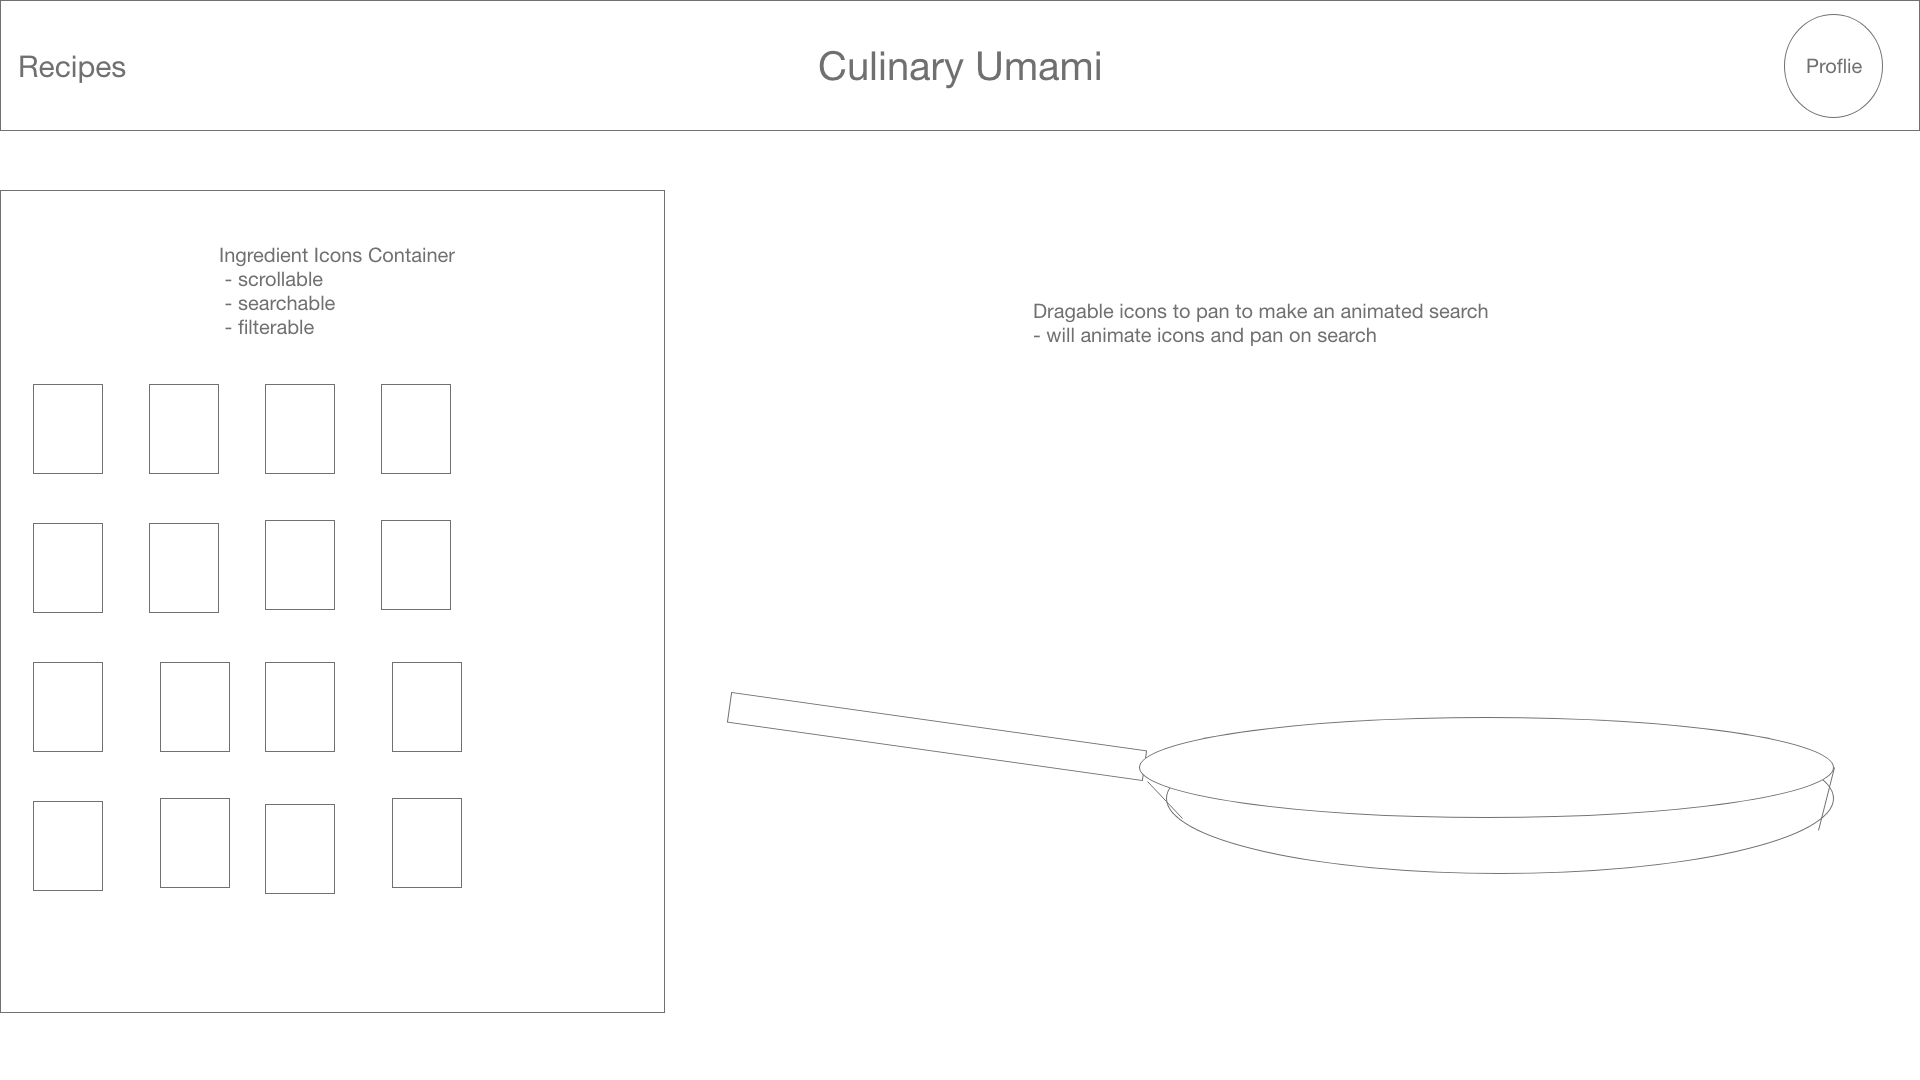 Recipes
Culinary Umami
Proflie
Ingredient Icons Container
- scrollable
- searchable
- filterable
Dragable icons to pan to make an animated search
- will animate icons and pan on search